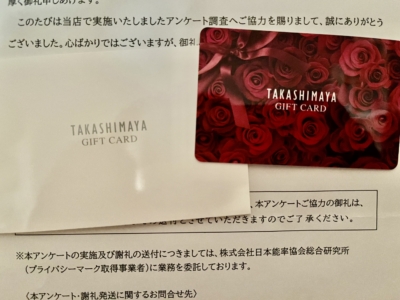 厚く御礼申しあげます。
このたびは当店で実施いたしましたアンケート調査へご協力を賜りまして、誠にありがとう
ございました。心ばかりではございますが、御礼
TAKASHIMAYA
GIFT CARD
TAKASHIMAYA
GIFT CARD
、本アンケートご協力の御礼は、
とさせていただきますのでご了承ください。
※本アンケートの実施及び謝礼の送付につきましては、株式会社日本能率協会総合研究所
（プライバシーマーク取得事業者）に業務を委託しております。
〈本アンケート・謝礼発送に関するお問合せ先〉